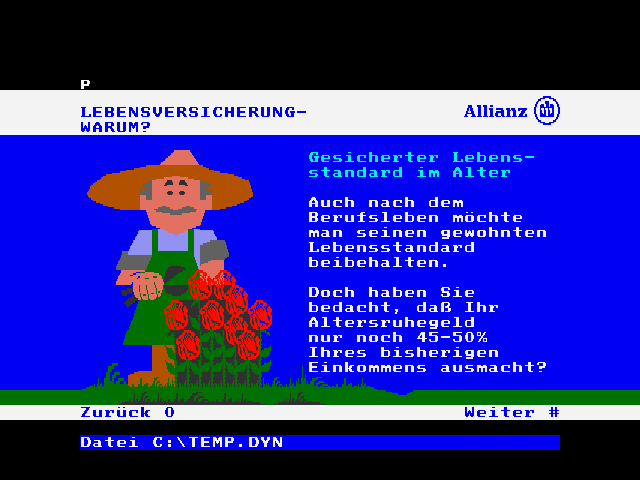 P
LEBENSVERSICHERUNG-
WARUM?
Allianz
Gesicherter Lebens-
standard im Alter
Auch nach dem
Berufsleben möchte
man seinen gewohnten
Lebensstandard
beibehalten.
Doch haben Sie
bedacht, daß Ihr
Altersruhegeld
nur noch 45-50%
Ihres bisherigen
Einkommens ausmacht?
Zurück 0 Weiter #
Datei C:\TEMP.DYN